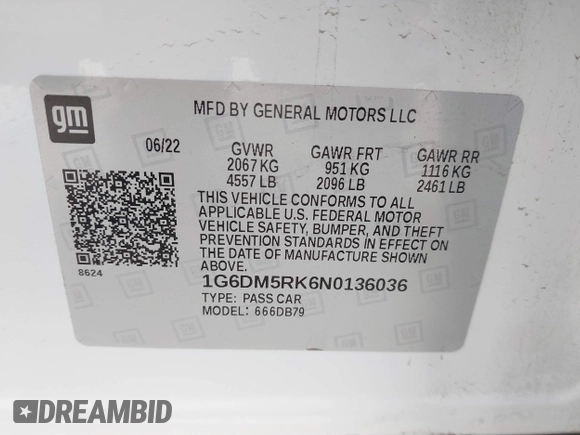 gm
MFD BY GENERAL MOTORS LLC
06/22
GVWR GAWR FRT GAWR RR
2067 KG 951 KG 1116 KG
4557 LB 2096 LB 2461 LB
THIS VEHICLE CONFORMS TO ALL
APPLICABLE U.S. FEDERAL MOTOR
VEHICLE SAFETY, BUMPER, AND THEFT
PREVENTION STANDARDS IN EFFECT ON
THE DATE OF MANUFACTURE SHOWN
ABOVE.
8624
1G6DM5RK6N0136036
TYPE: PASS CAR
MODEL: 666DB79
DREAMBID